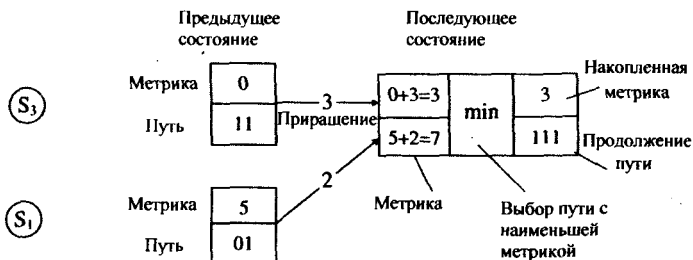 Предыдущее состояние
Последующее состояние
S3
Метрика 0
Путь 11
3
Приращение
0+3=3
5+2=7
min
3
111
Накопленная метрика
Продолжение пути
2
S1
Метрика 5
Путь 01
Метрика
Выбор пути с
наименьшей
метрикой